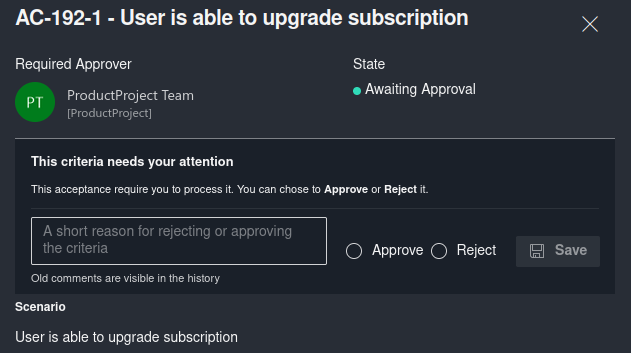 AC-192-1 - User is able to upgrade subscription
Required Approver
State
PT
ProductProject Team
[ProductProject]
Awaiting Approval
This criteria needs your attention
This acceptance require you to process it. You can chose to Approve or Reject it.
A short reason for rejecting or approving
the criteria
Approve
Reject
Save
Old comments are visible in the history
Scenario
User is able to upgrade subscription